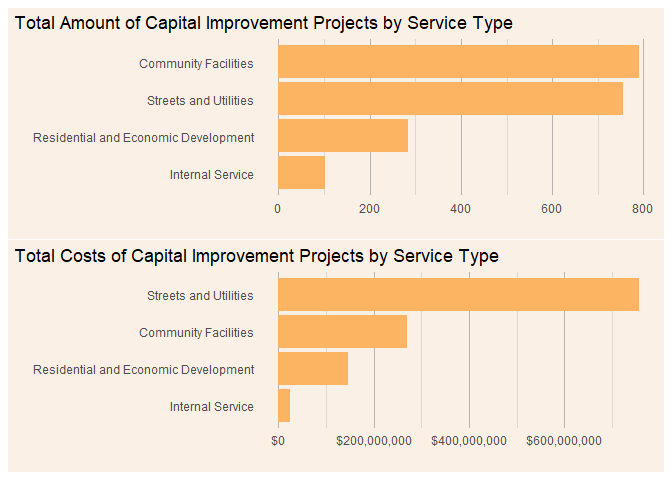 Total Amount of Capital Improvement Projects by Service Type
Community Facilities
Streets and Utilities
Residential and Economic Development
Internal Service
0 200 400 600 800
Total Costs of Capital Improvement Projects by Service Type
Streets and Utilities
Community Facilities
Residential and Economic Development
Internal Service
$0 $200,000,000 $400,000,000 $600,000,000